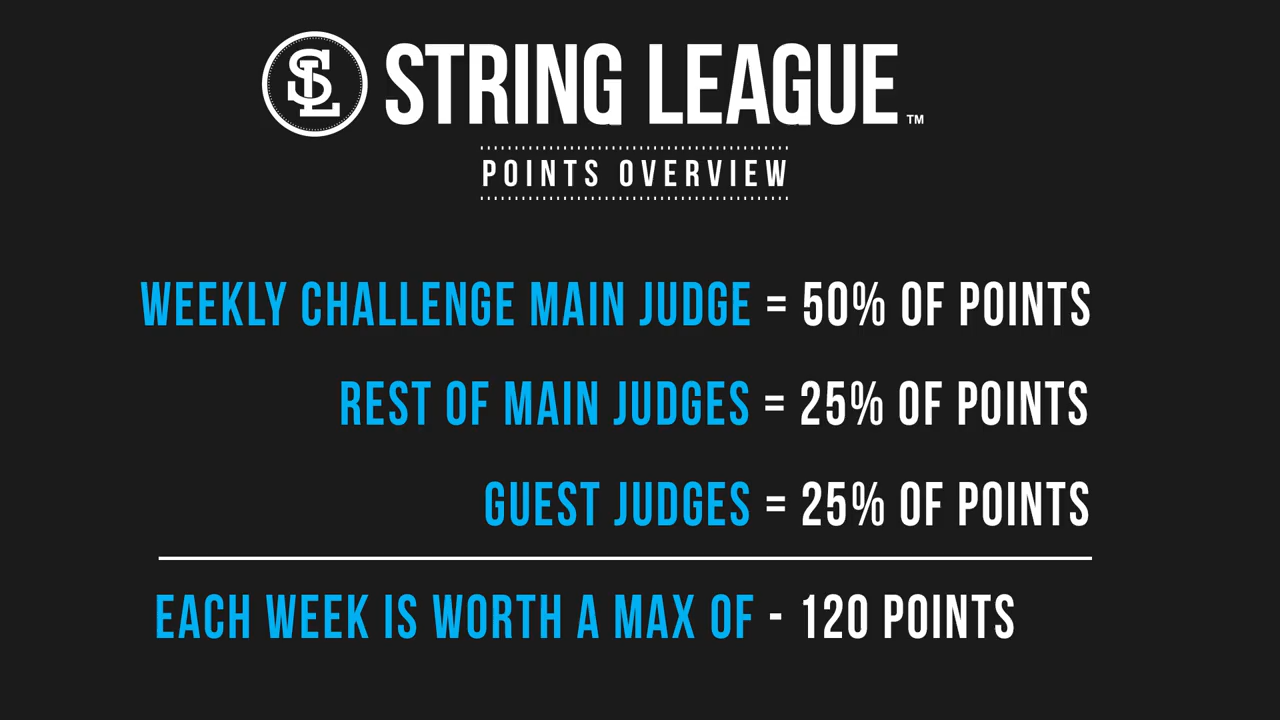 SL STRING LEAGUE™
POINTS OVERVIEW
WEEKLY CHALLENGE MAIN JUDGE = 50% OF POINTS
REST OF MAIN JUDGES = 25% OF POINTS
GUEST JUDGES = 25% OF POINTS
EACH WEEK IS WORTH A MAX OF - 120 POINTS